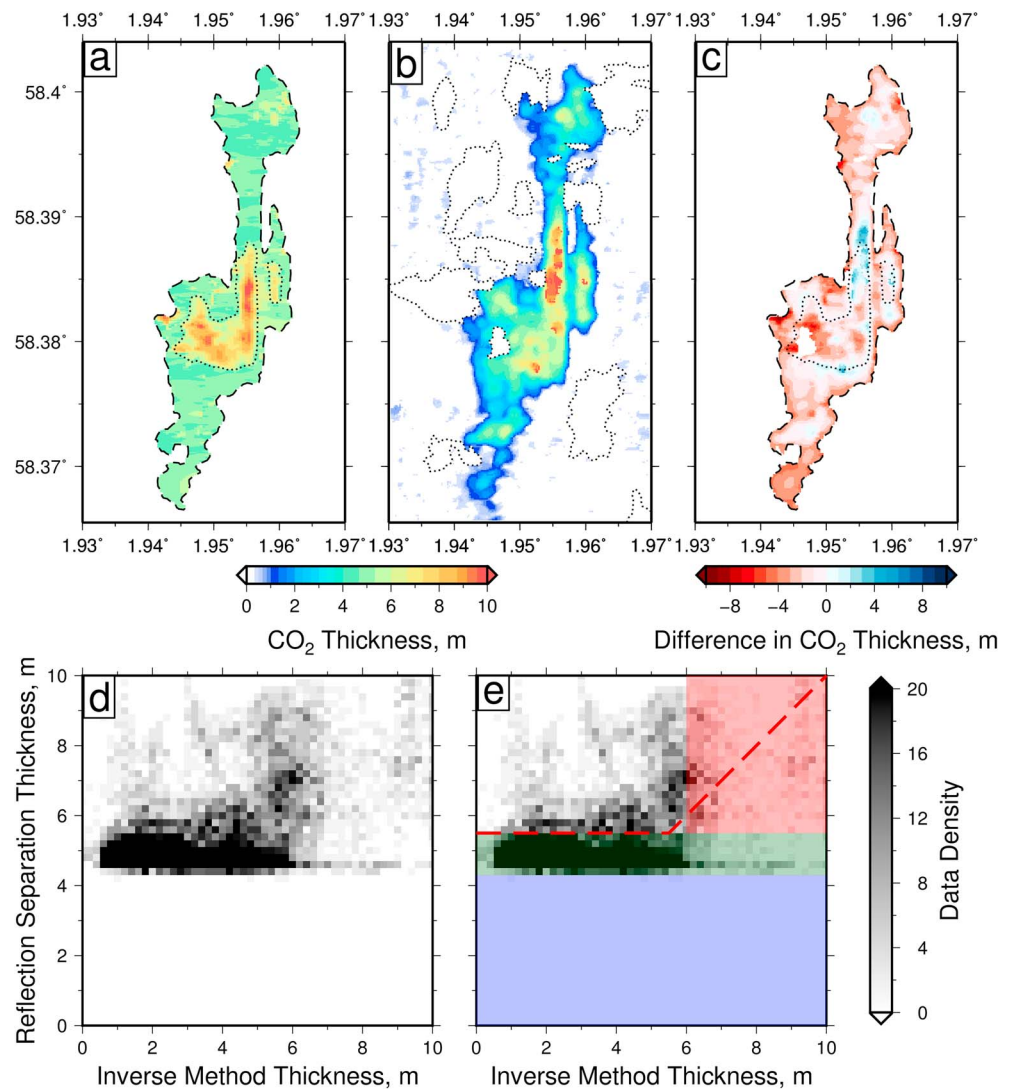 1.93˚ 1.94˚ 1.95˚ 1.96˚ 1.97˚ 1.93˚ 1.94˚ 1.95˚ 1.96˚ 1.97˚ 1.93˚ 1.94˚ 1.95˚ 1.96˚ 1.97˚
a b c
58.4˚
58.39˚
58.38˚
58.37˚
1.93˚ 1.94˚ 1.95˚ 1.96˚ 1.97˚ 1.93˚ 1.94˚ 1.95˚ 1.96˚ 1.97˚ 1.93˚ 1.94˚ 1.95˚ 1.96˚ 1.97˚
0 2 4 6 8 10
CO₂ Thickness, m
−8 −4 0 4 8
Difference in CO₂ Thickness, m
d
Reflection Separation Thickness, m
10
8
6
4
2
0
0 2 4 6 8 10
Inverse Method Thickness, m
e
0 2 4 6 8 10
Inverse Method Thickness, m
20
16
12
8
4
0
Data Density